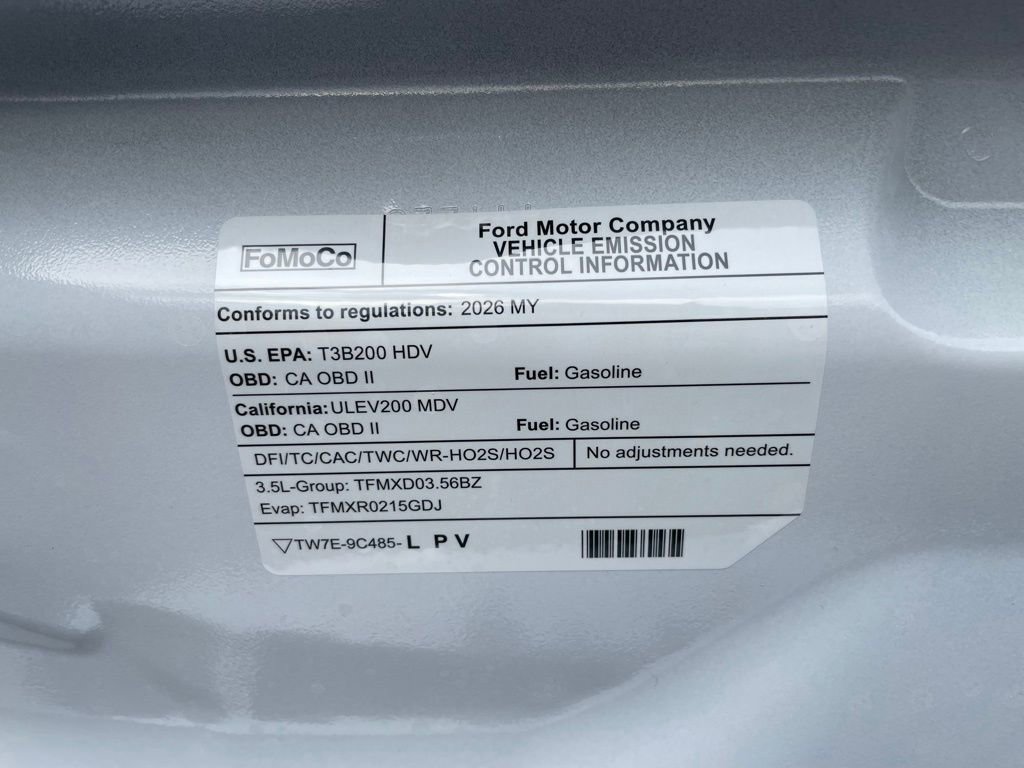 FoMoCo
Ford Motor Company
VEHICLE EMISSION
CONTROL INFORMATION
Conforms to regulations: 2026 MY
U.S. EPA: T3B200 HDV
OBD: CA OBD II Fuel: Gasoline
California: ULEV200 MDV
OBD: CA OBD II Fuel: Gasoline
DFI/TC/CAC/TWC/WR-HO2S/HO2S No adjustments needed.
3.5L-Group: TFMXD03.56BZ
Evap: TFMXR0215GDJ
TW7E-9C485- L P V